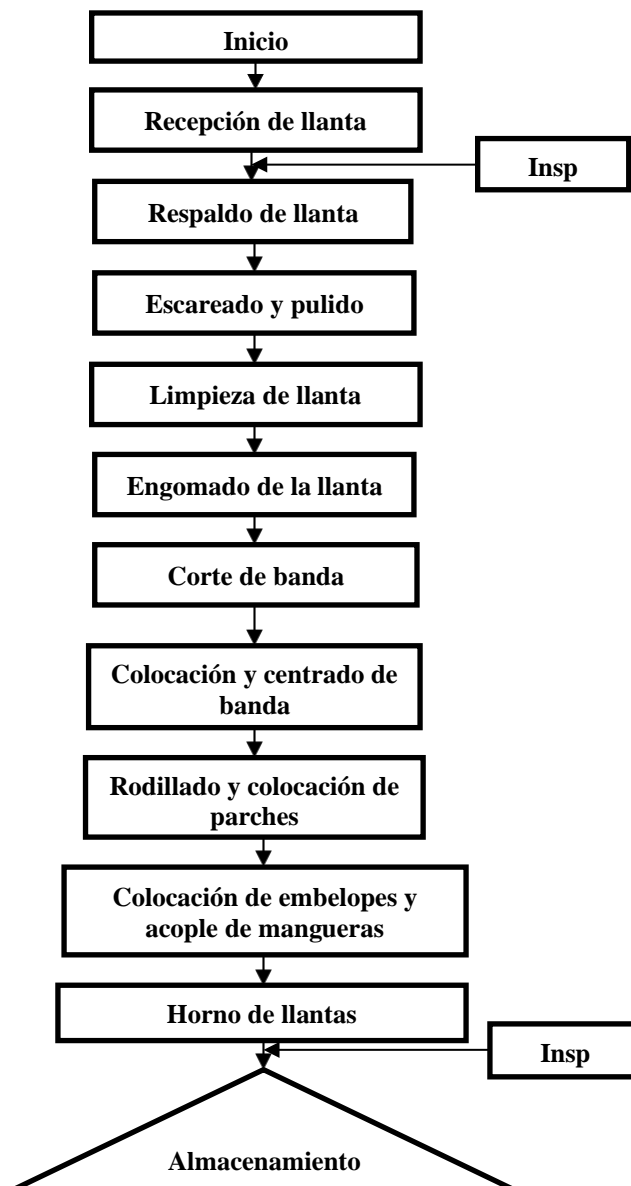 Inicio
Recepción de llanta
Insp
Respaldo de llanta
Escareado y pulido
Limpieza de llanta
Engomado de la llanta
Corte de banda
Colocación y centrado de
banda
Rodillado y colocación de
parches
Colocación de embelopes y
acople de mangueras
Horno de llantas
Insp
Almacenamiento